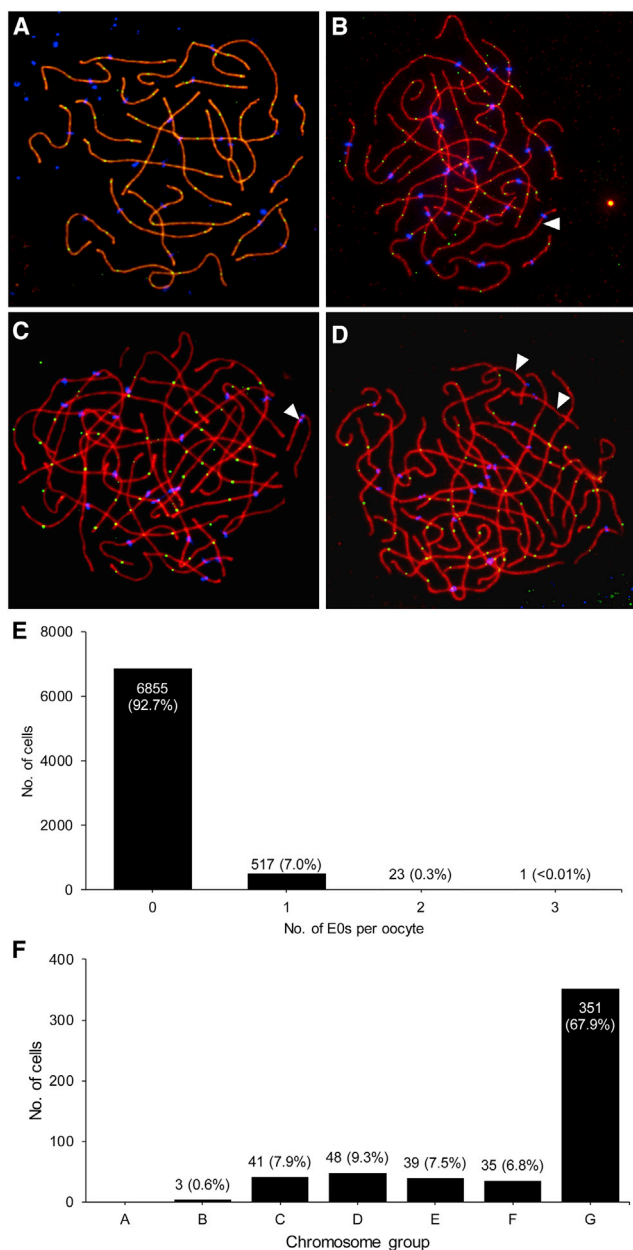 A
B
C
D
E
8000
6000
4000
2000
0
No. of cells
6855
(92.7%)
517 (7.0%)
23 (0.3%)
1 (<0.01%)
0 1 2 3
No. of E0s per oocyte
F
400
300
200
100
0
No. of cells
3 (0.6%)
41 (7.9%)
48 (9.3%)
39 (7.5%)
35 (6.8%)
351
(67.9%)
A B C D E F G
Chromosome group